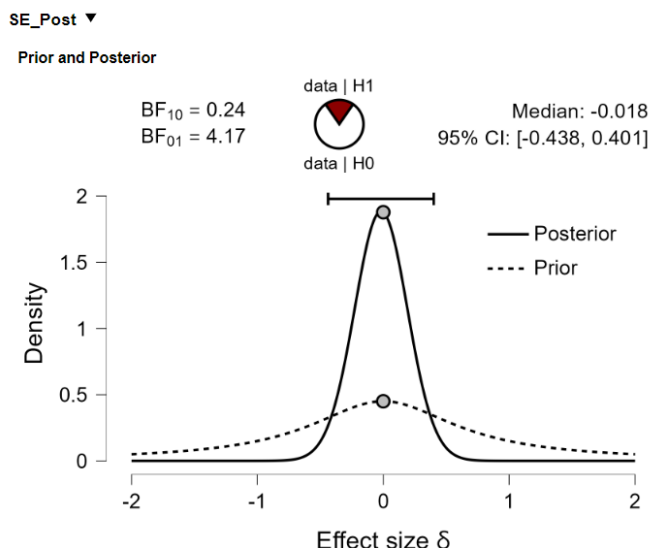 SE_Post ▼
Prior and Posterior
data | H1
BF₁₀ = 0.24
BF₀₁ = 4.17
data | H0
Median: -0.018
95% CI: [-0.438, 0.401]
2
1.5
1
0.5
0
Density
Posterior
Prior
-2 -1 0 1 2
Effect size δ